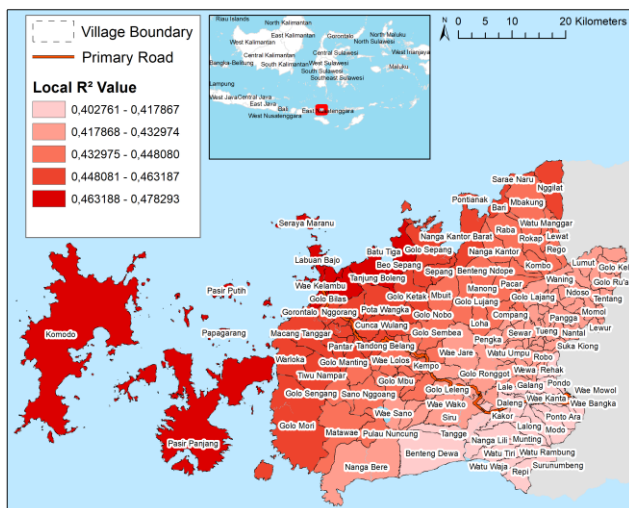 Village Boundary
Primary Road
Local R² Value
0,402761 - 0,417867
0,417868 - 0,432974
0,432975 - 0,448080
0,448081 - 0,463187
0,463188 - 0,478293
Riau Islands
North Kalimantan
East Kalimantan
Gorontalo
North Maluku
West Kalimantan
North Sulawesi
Central Kalimantan
Central Sulawesi
West Irianjaya
Bangka-Belitung
South Kalimantan
West Sulawesi
Maluku
South Sulawesi
Southeast Sulawesi
Lampung
West Java
Central Java
East Java
Bali
West Nusatenggara
East Nusatenggara
N
0
5
10
20 Kilometers
Sarae Naru
Nggilat
Pontianak
Bari
Mbakung
Seraya Maranu
Watu Manggar
Batu Tiga
Nanga Kantor Barat
Raba
Rokap
Lewat
Golo Sepang
Labuan Bajo
Beo Sepang
Nanga Kantor
Rego
Tanjung Boleng
Sepang
Benteng Ndope
Kombo
Lumut
Wae Kelambu
Waning
Pasir Putih
Golo Ketak
Mbuit
Manong
Pacar
Ndoso
Golo Bilas
Golo Lujang
Golo Lajang
Tentang
Komodo
Papagarang
Gorontalo
Nggorang
Pota Wangka
Golo Nobo
Compang
Momol
Macang Tanggar
Cunca Wulang
Golo Sembea
Loha
Pangga
Sewar
Tueng
Nantal
Lewur
Pantar
Tandong Belang
Pengka
Suka Kiong
Warloka
Golo Manting
Wae Lolos
Wae Jare
Watu Umpu
Robo
Kempo
Tiwu Nampar
Golo Ronggot
Wewa
Rehak
Golo Mbu
Golo Sengang
Sano Nggoang
Golo Leleng
Lale
Galang
Pondo
Wae Mowol
Wae Sano
Wae Wako
Daleng
Wae Kanta
Wae Bangka
Golo Mori
Siru
Kakor
Ponto Ara
Matawae
Pulau Nuncung
Tangge
Lalong
Modo
Pasir Panjang
Nanga Lili
Munting
Benteng Dewa
Watu Tiri
Watu Rambung
Nanga Bere
Watu Waja
Repi
Surunumbeng